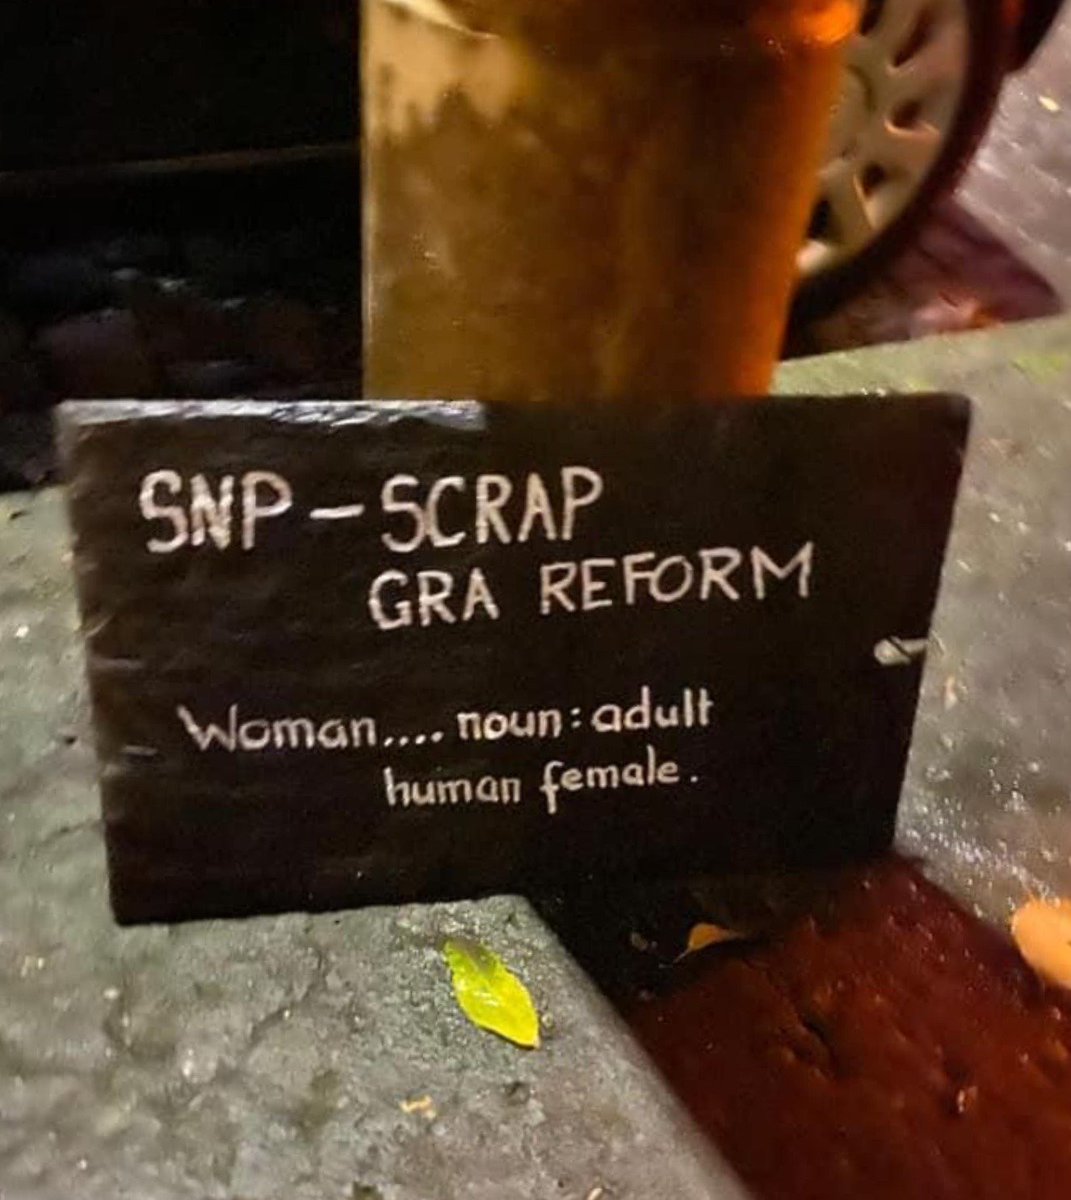 SNP - SCRAP
GRA REFORM
Woman.... noun: adult
human female.